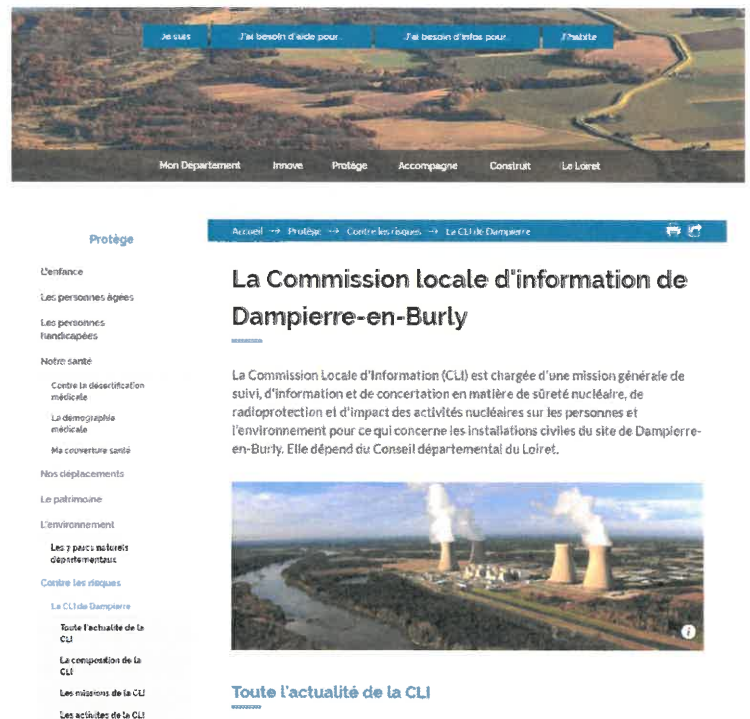 Je suis
J'ai besoin d'aide pour
J'ai besoin d'infos pour
J'habite
Mon Département Innove Protège Accompagne Construit Le Loiret
Protège
L'enfance
Les personnes âgées
Les personnes
handicapées
Notre santé
Contre la désertification
médicale
La démographie
médicale
Ma couverture santé
Nos déplacements
Le patrimoine
L'environnement
Les 7 parcs naturels
départementaux
Contre les risques
La CLI de Dampierre
Toute l'actualité de la
CLI
La composition de la
CLI
Les missions de la CLI
Les activités de la CLI
Accueil → Protège → Contre les risques → La CLI de Dampierre
La Commission locale d'information de
Dampierre-en-Burly
La Commission Locale d'Information (CLI) est chargée d'une mission générale de
suivi, d'information et de concertation en matière de sûreté nucléaire, de
radioprotection et d'impact des activités nucléaires sur les personnes et
l'environnement pour ce qui concerne les installations civiles du site de Dampierre-
en-Burly. Elle dépend du Conseil départemental du Loiret.
i
Toute l'actualité de la CLI